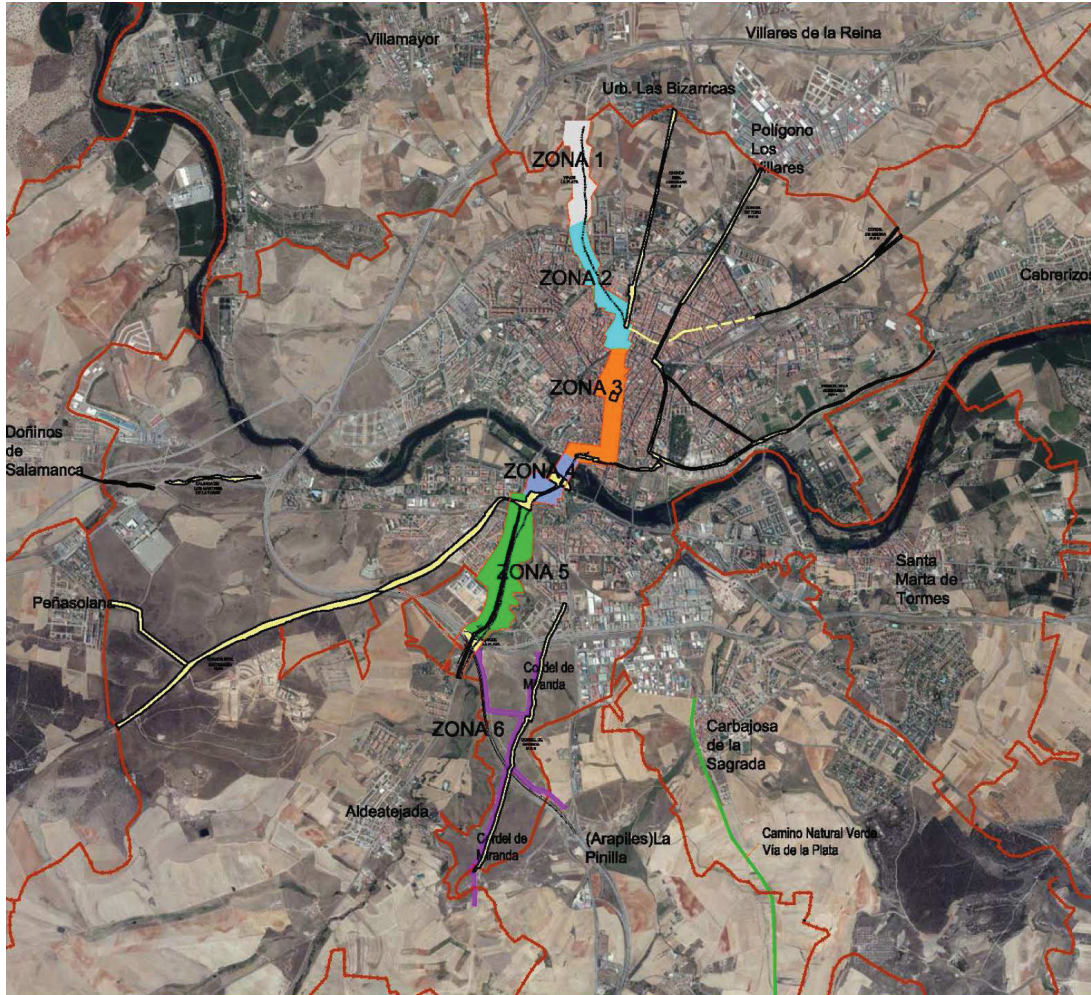 Villamayor
Villares de la Reina
Urb. Las Bizarricas
Polígono
Los
Villares
ZONA 1
ZONA 2
Cabrerizos
ZONA 3
Doñinos
de
Salamanca
ZONA 4
Santa
Marta de
Tormes
ZONA 5
Peñasolana
Cordel de
Miranda
ZONA 6
Carbajosa
de la
Sagrada
Aldeatejada
Cordel de
Miranda
(Arapiles)La
Pinilla
Camino Natural Verde
Vía de la Plata